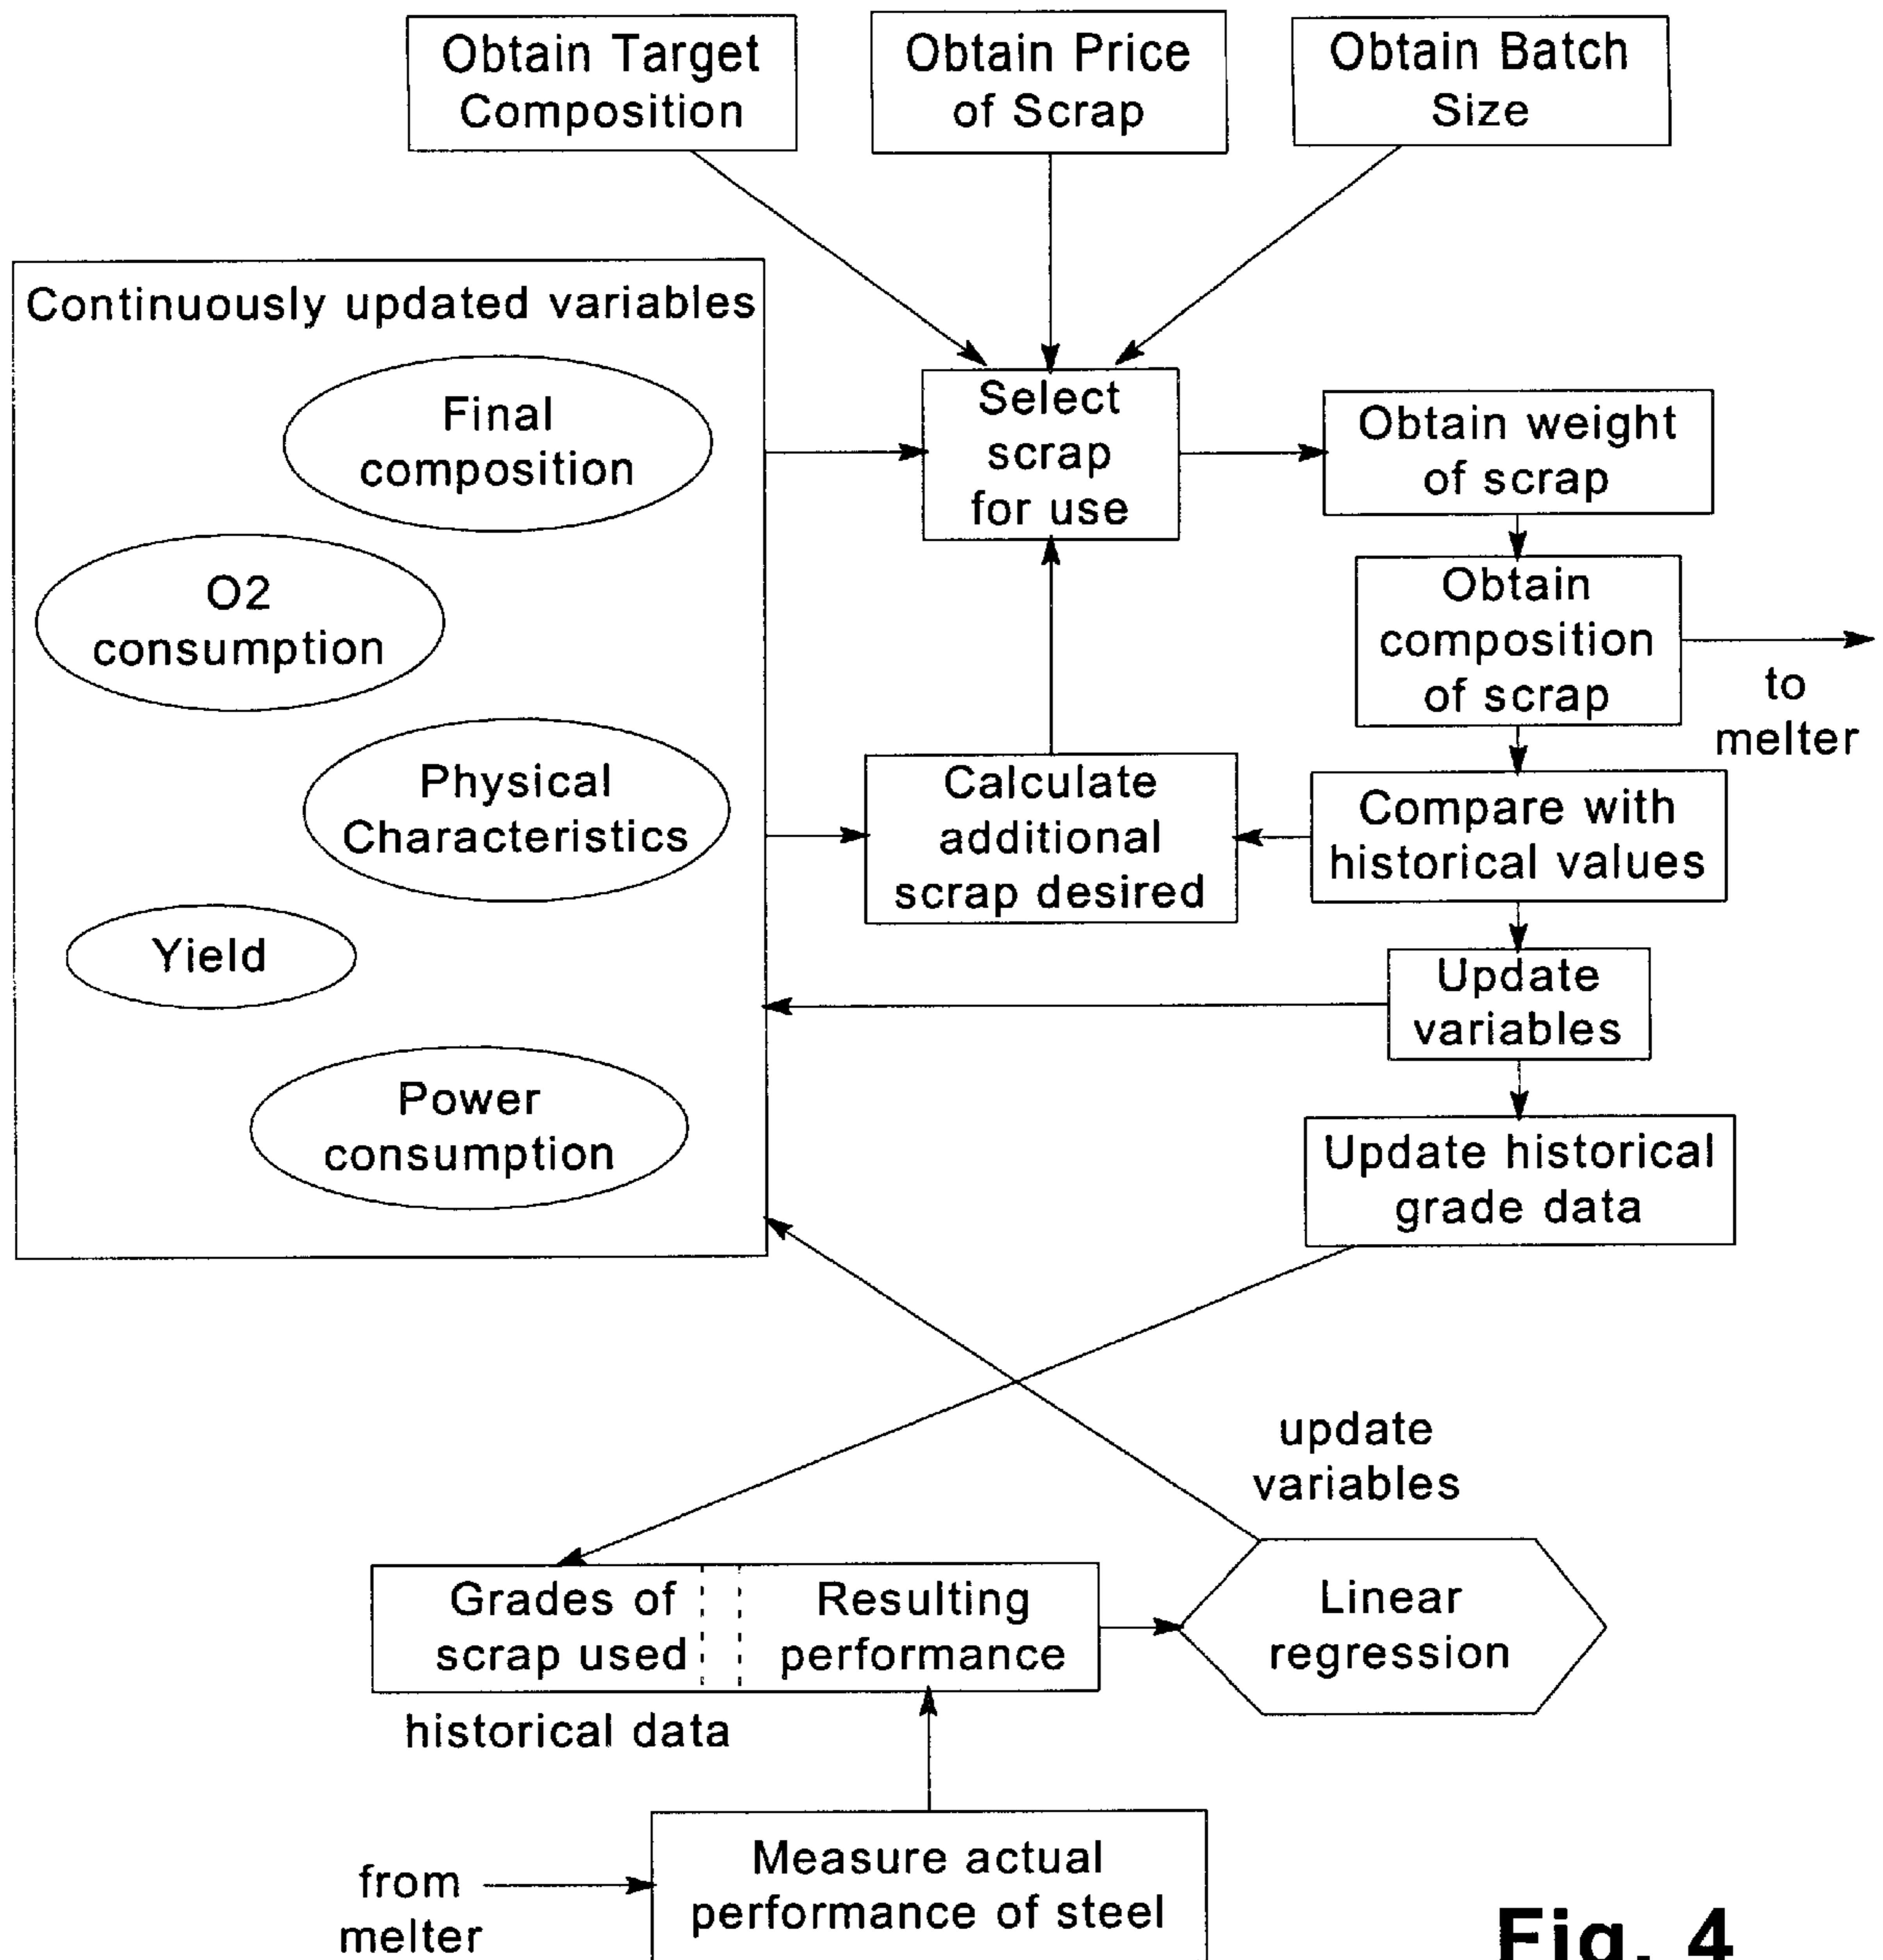 Obtain Target
Composition
Obtain Price
of Scrap
Obtain Batch
Size
Continuously updated variables
Final
composition
O2
consumption
Physical
Characteristics
Yield
Power
consumption
Select
scrap
for use
Obtain weight
of scrap
Obtain
composition
of scrap
to
melter
Calculate
additional
scrap desired
Compare with
historical values
Update
variables
Update historical
grade data
update
variables
Grades of
scrap used
Resulting
performance
historical data
Linear
regression
from
melter
Measure actual
performance of steel
Fig. 4